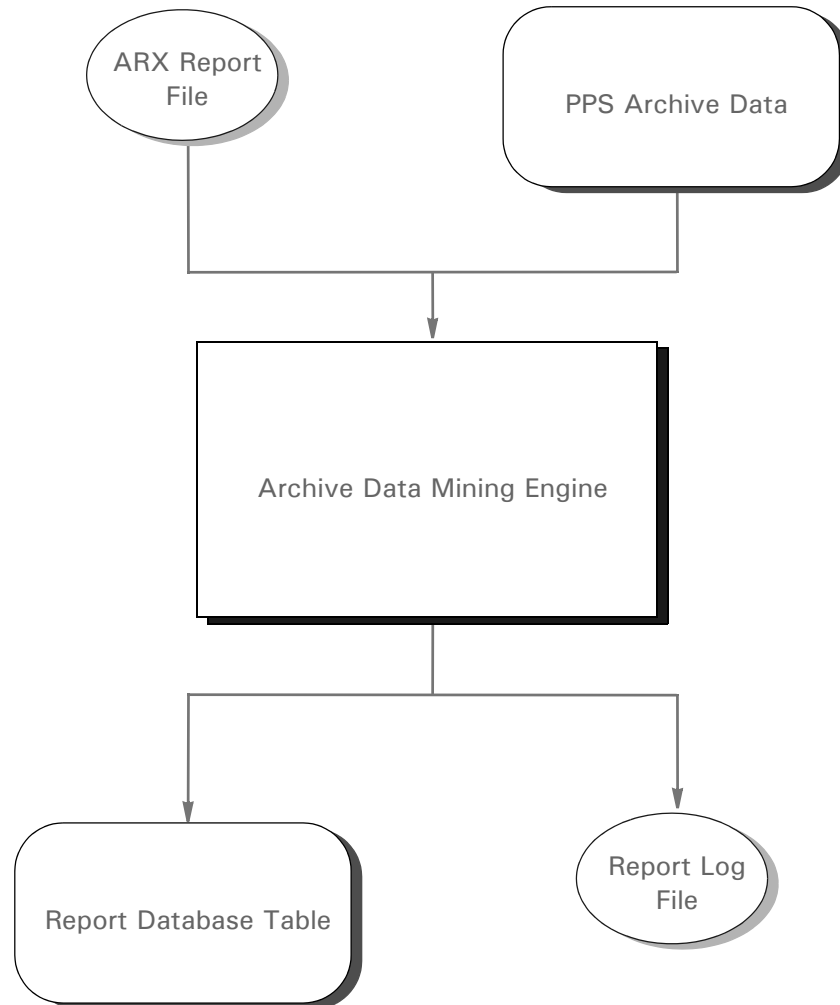 ARX Report
File
PPS Archive Data
Archive Data Mining Engine
Report Database Table
Report Log
File